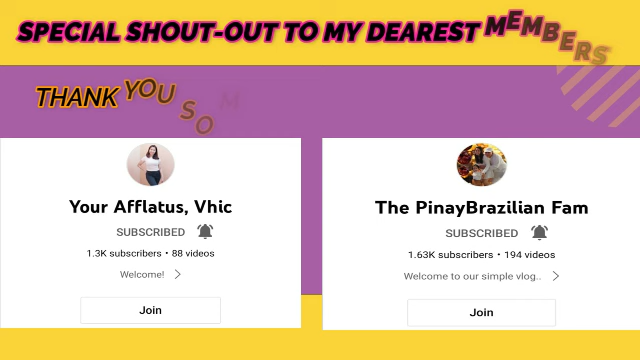 SPECIAL SHOUT-OUT TO MY DEAREST MEMBERS
THANK YOU SO M
Your Afflatus, Vhic
SUBSCRIBED
1.3K subscribers • 88 videos
Welcome!
Join
The PinayBrazilian Fam
SUBSCRIBED
1.63K subscribers • 194 videos
Welcome to our simple vlog..
Join